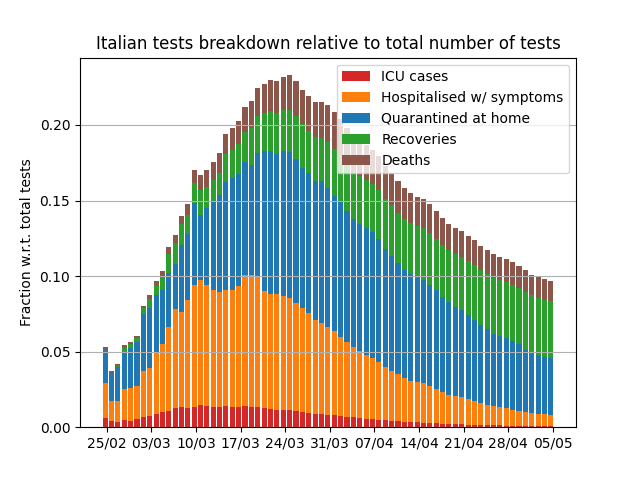 Italian tests breakdown relative to total number of tests
ICU cases
Hospitalised w/ symptoms
Quarantined at home
Recoveries
Deaths
Fraction w.r.t. total tests
0.20
0.15
0.10
0.05
0.00
25/02 03/03 10/03 17/03 24/03 31/03 07/04 14/04 21/04 28/04 05/05